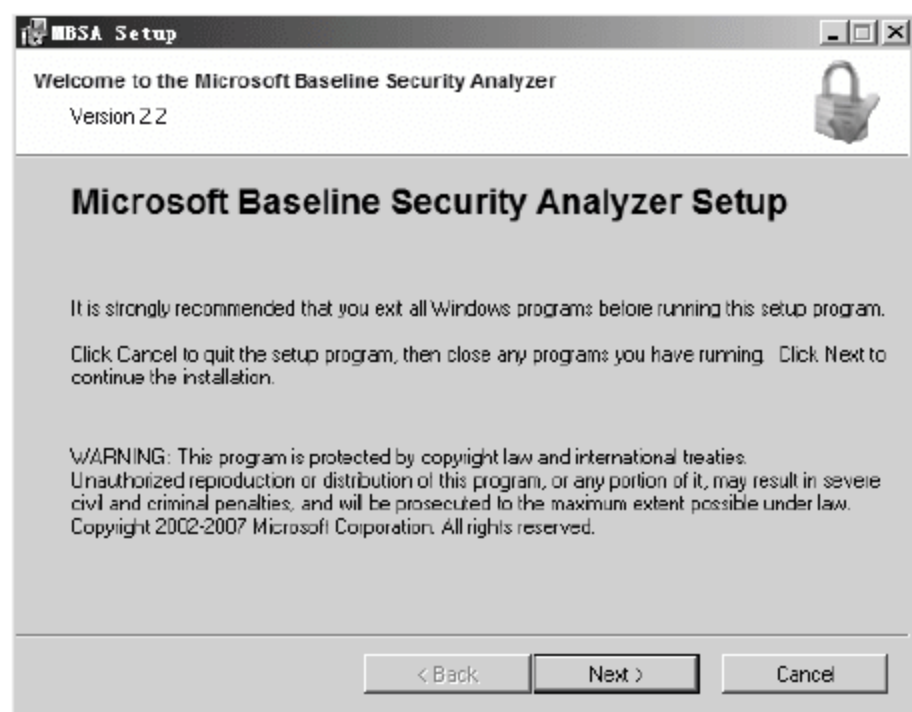 MBSA Setup
Welcome to the Microsoft Baseline Security Analyzer
Version 2.2
Microsoft Baseline Security Analyzer Setup
It is strongly recommended that you exit all Windows programs before running this setup program.
Click Cancel to quit the setup program, then close any programs you have running. Click Next to
continue the installation.
WARNING: This program is protected by copyright law and international treaties.
Unauthorized reproduction or distribution of this program, or any portion of it, may result in severe
civil and criminal penalties, and will be prosecuted to the maximum extent possible under law.
Copyright 2002-2007 Microsoft Corporation. All rights reserved.
< Back
Next >
Cancel